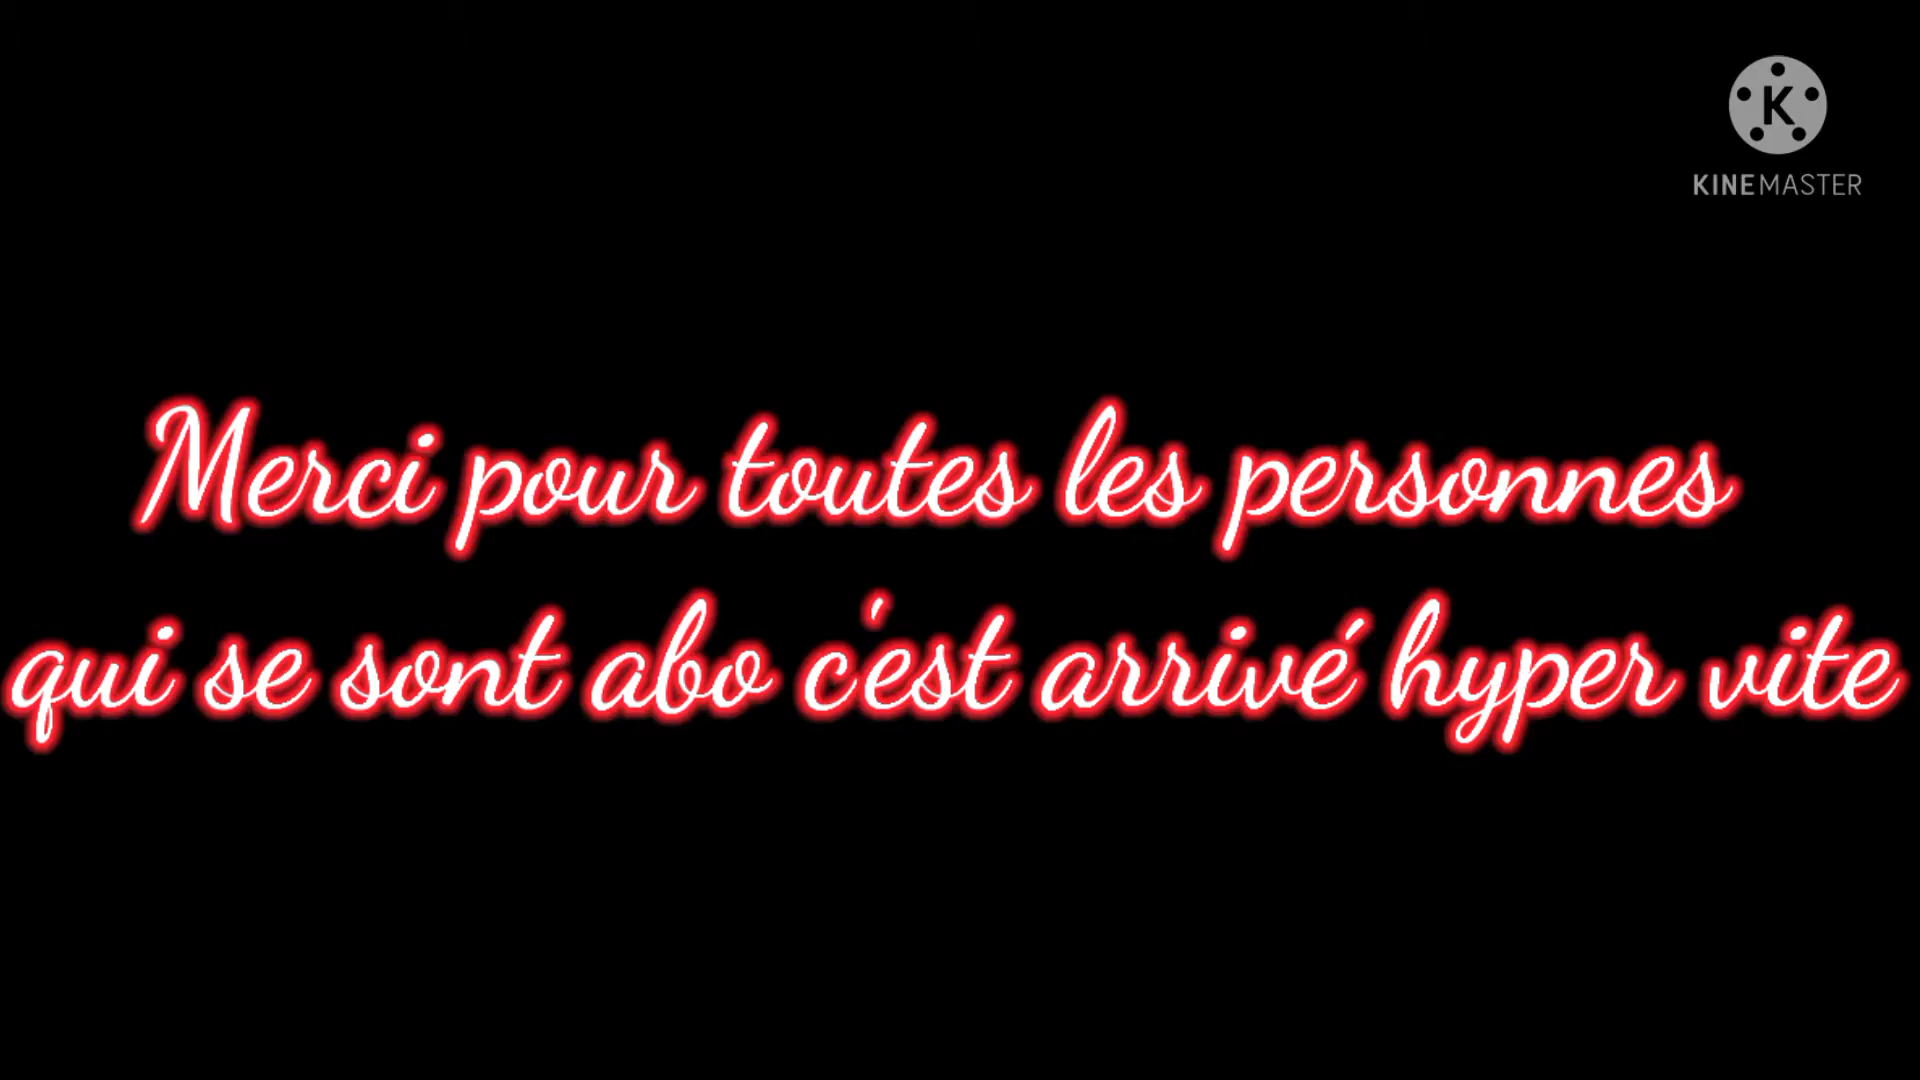 K
KINEMASTER
Merci pour toutes les personnes
qui se sont abo c'est arrivé hyper vite